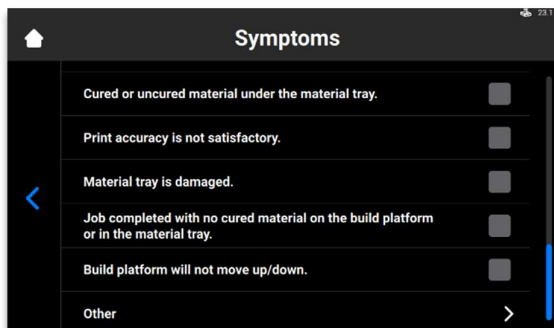 23.1
Symptoms
Cured or uncured material under the material tray.
Print accuracy is not satisfactory.
Material tray is damaged.
Job completed with no cured material on the build platform
or in the material tray.
Build platform will not move up/down.
Other